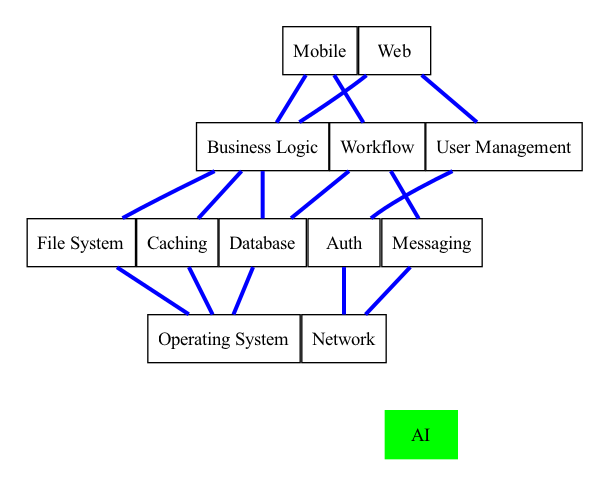 Mobile Web
Business Logic Workflow User Management
File System Caching Database Auth Messaging
Operating System Network
AI